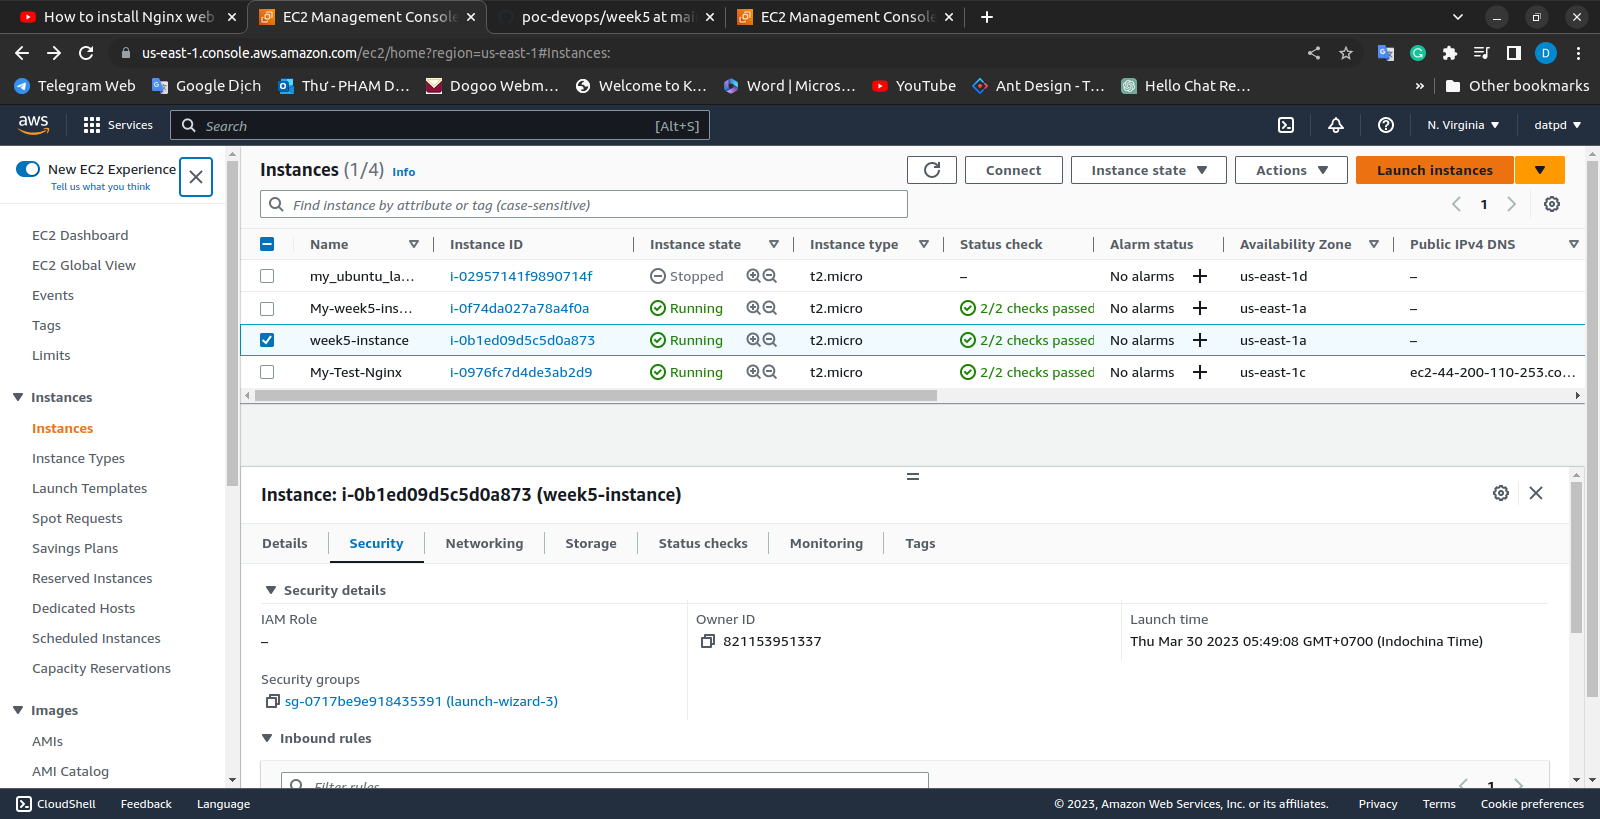 How to install Nginx web
EC2 Management Console
poc-devops/week5 at mai
EC2 Management Console
us-east-1.console.aws.amazon.com/ec2/home?region=us-east-1#Instances:
D
Telegram Web
Google Dịch
Thư - PHAM D...
Dogoo Webm...
Welcome to K...
Word | Micros...
YouTube
Ant Design - T...
Hello Chat Re...
»
Other bookmarks
aws
Services
Search
[Alt+S]
N. Virginia
datpd
New EC2 Experience
Tell us what you think
EC2 Dashboard
EC2 Global View
Events
Tags
Limits
Instances
Instances
Instance Types
Launch Templates
Spot Requests
Savings Plans
Reserved Instances
Dedicated Hosts
Scheduled Instances
Capacity Reservations
Images
AMIs
AMI Catalog
Instances (1/4) Info
Connect
Instance state
Actions
Launch instances
Find instance by attribute or tag (case-sensitive)
1
Name Instance ID Instance state Instance type Status check Alarm status Availability Zone Public IPv4 DNS
my_ubuntu_la... i-02957141f9890714f Stopped t2.micro – No alarms us-east-1d –
My-week5-ins... i-0f74da027a78a4f0a Running t2.micro 2/2 checks passed No alarms us-east-1a –
week5-instance i-0b1ed09d5c5d0a873 Running t2.micro 2/2 checks passed No alarms us-east-1a –
My-Test-Nginx i-0976fc7d4de3ab2d9 Running t2.micro 2/2 checks passed No alarms us-east-1c ec2-44-200-110-253.co...
Instance: i-0b1ed09d5c5d0a873 (week5-instance)
Details Security Networking Storage Status checks Monitoring Tags
Security details
IAM Role
–
Owner ID
821153951337
Launch time
Thu Mar 30 2023 05:49:08 GMT+0700 (Indochina Time)
Security groups
sg-0717be9e918435391 (launch-wizard-3)
Inbound rules
Filter rules
1
CloudShell
Feedback
Language
© 2023, Amazon Web Services, Inc. or its affiliates.
Privacy
Terms
Cookie preferences